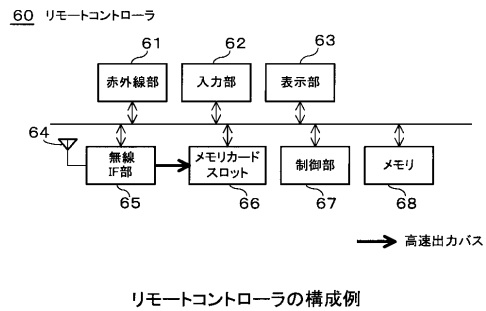 60 リモートコントローラ
61
62
63
赤外線部
入力部
表示部
64
無線
IF部
メモリカード
スロット
制御部
メモリ
65
66
67
68
高速出力バス
リモートコントローラの構成例